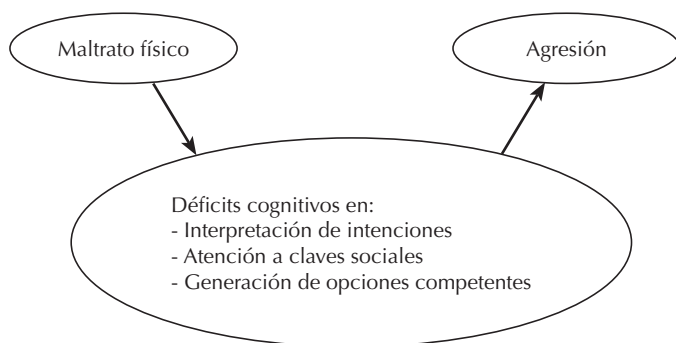 Maltrato físico
Agresión
Déficits cognitivos en:
- Interpretación de intenciones
- Atención a claves sociales
- Generación de opciones competentes